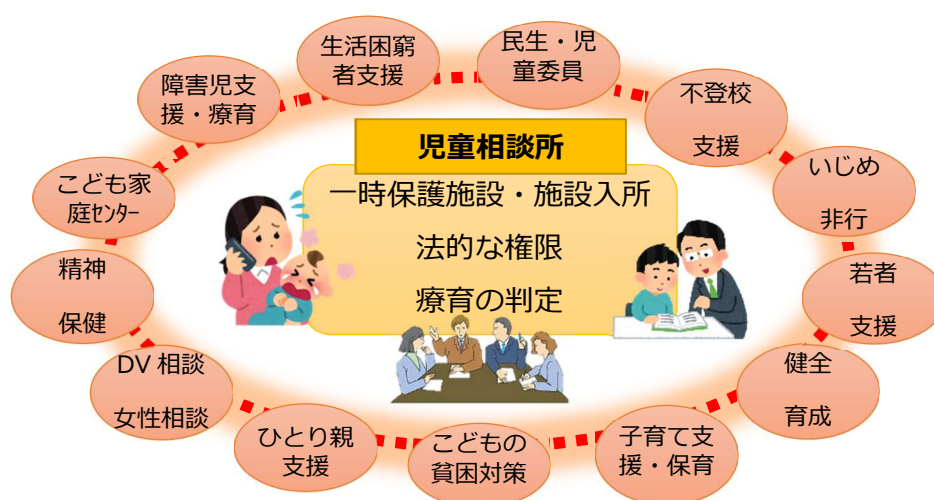 生活困窮
者支援
民生・児
童委員
障害児支
援・療育
不登校
支援
児童相談所
一時保護施設・施設入所
法的な権限
療育の判定
こども家
庭ｾﾝﾀｰ
いじめ
非行
精神
保健
若者
支援
DV 相談
女性相談
健全
育成
ひとり親
支援
こどもの
貧困対策
子育て支
援・保育